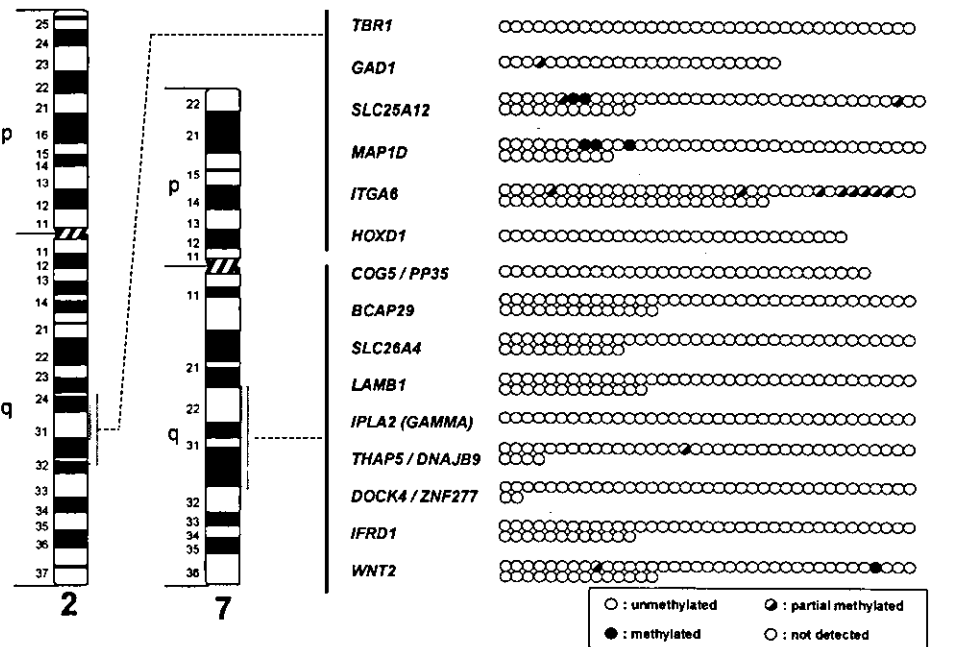 25
24
23
22
21
16
15
14
13
12
11
11
12
13
14
21
22
23
24
31
32
33
34
35
36
37
p
q
2
22
21
15
14
13
12
11
11
21
22
31
32
33
34
35
36
p
q
7
TBR1
GAD1
SLC25A12
MAP1D
ITGA6
HOXD1
COG5 / PP35
BCAP29
SLC26A4
LAMB1
IPLA2 (GAMMA)
THAP5 / DNAJB9
DOCK4 / ZNF277
IFRD1
WNT2
: unmethylated : partial methylated
: methylated : not detected